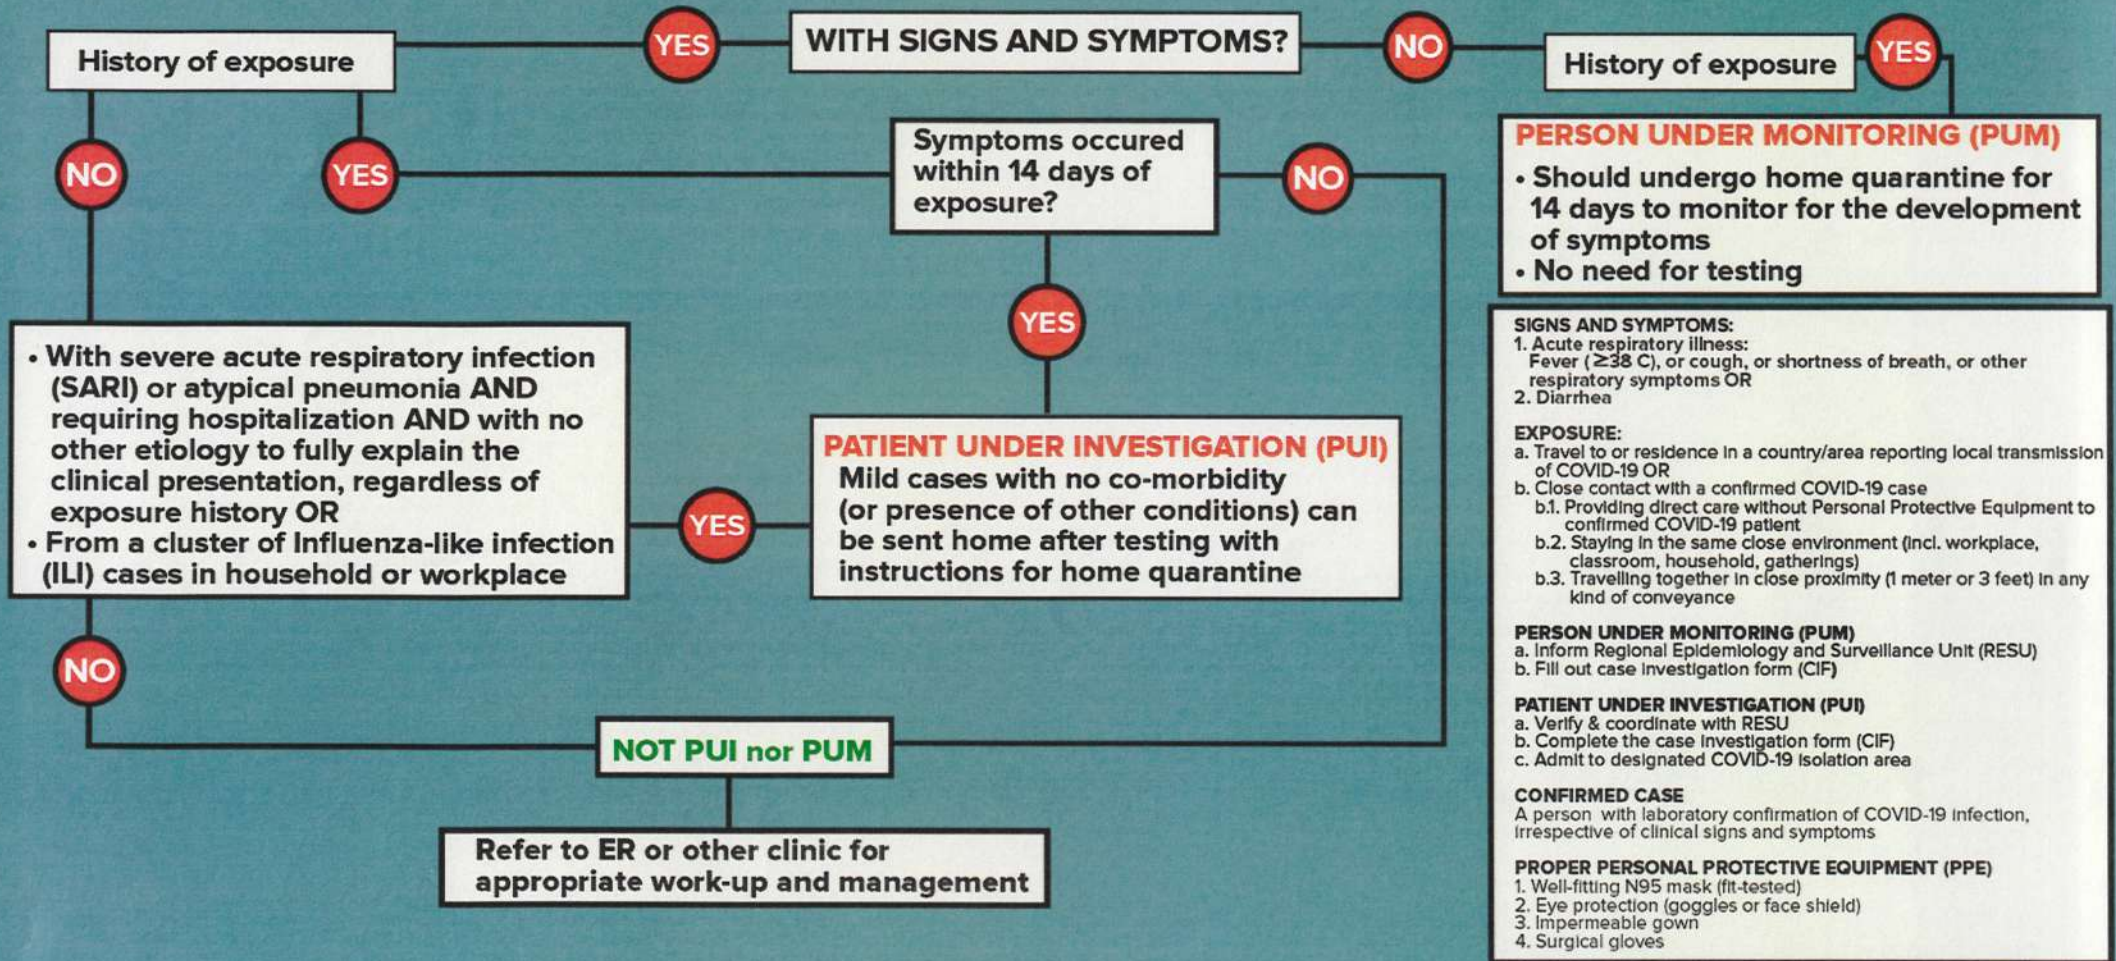 WITH SIGNS AND SYMPTOMS?
YES
NO
History of exposure
NO
YES
History of exposure
YES
Symptoms occured
within 14 days of
exposure?
NO
YES
PERSON UNDER MONITORING (PUM)
• Should undergo home quarantine for
14 days to monitor for the development
of symptoms
• No need for testing
• With severe acute respiratory infection
(SARI) or atypical pneumonia AND
requiring hospitalization AND with no
other etiology to fully explain the
clinical presentation, regardless of
exposure history OR
• From a cluster of Influenza-like infection
(ILI) cases in household or workplace
YES
NO
PATIENT UNDER INVESTIGATION (PUI)
Mild cases with no co-morbidity
(or presence of other conditions) can
be sent home after testing with
instructions for home quarantine
NOT PUI nor PUM
Refer to ER or other clinic for
appropriate work-up and management
SIGNS AND SYMPTOMS:
1. Acute respiratory illness:
Fever (≥38 C), or cough, or shortness of breath, or other
respiratory symptoms OR
2. Diarrhea
EXPOSURE:
a. Travel to or residence in a country/area reporting local transmission
of COVID-19 OR
b. Close contact with a confirmed COVID-19 case
b.1. Providing direct care without Personal Protective Equipment to
confirmed COVID-19 patient
b.2. Staying in the same close environment (incl. workplace,
classroom, household, gatherings)
b.3. Travelling together in close proximity (1 meter or 3 feet) in any
kind of conveyance
PERSON UNDER MONITORING (PUM)
a. Inform Regional Epidemiology and Surveillance Unit (RESU)
b. Fill out case investigation form (CIF)
PATIENT UNDER INVESTIGATION (PUI)
a. Verify & coordinate with RESU
b. Complete the case investigation form (CIF)
c. Admit to designated COVID-19 isolation area
CONFIRMED CASE
A person with laboratory confirmation of COVID-19 infection,
irrespective of clinical signs and symptoms
PROPER PERSONAL PROTECTIVE EQUIPMENT (PPE)
1. Well-fitting N95 mask (fit-tested)
2. Eye protection (goggles or face shield)
3. Impermeable gown
4. Surgical gloves